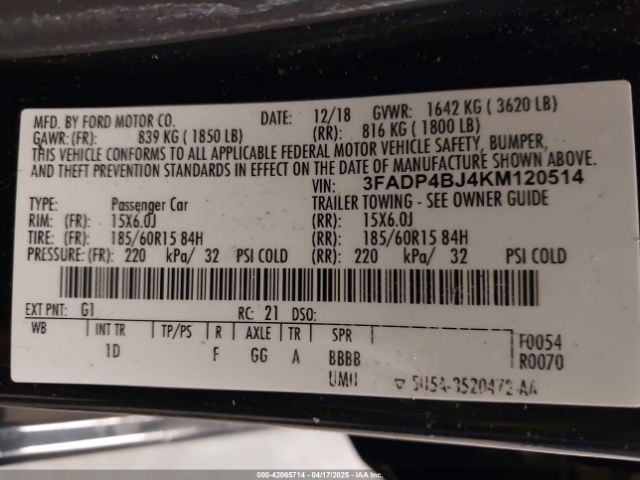 MFD. BY FORD MOTOR CO. DATE: 12/18 GVWR: 1642 KG ( 3620 LB)
GAWR: (FR): 839 KG ( 1850 LB) (RR): 816 KG ( 1800 LB)
THIS VEHICLE CONFORMS TO ALL APPLICABLE FEDERAL MOTOR VEHICLE SAFETY, BUMPER,
AND THEFT PREVENTION STANDARDS IN EFFECT ON THE DATE OF MANUFACTURE SHOWN ABOVE.
VIN: 3FADP4BJ4KM120514
TYPE: Passenger Car TRAILER TOWING - SEE OWNER GUIDE
RIM: (FR): 15X6.0J (RR): 15X6.0J
TIRE: (FR): 185/60R15 84H (RR): 185/60R15 84H
PRESSURE: (FR): 220 kPa/ 32 PSI COLD (RR): 220 kPa/ 32 PSI COLD
EXT PNT: G1 RC: 21 DSO:
WB INT TR TP/PS R AXLE TR SPR F0054
1D F GG A BBBB R0070
UMU
000-42065714 - 04/17/2025 - IAA Inc.